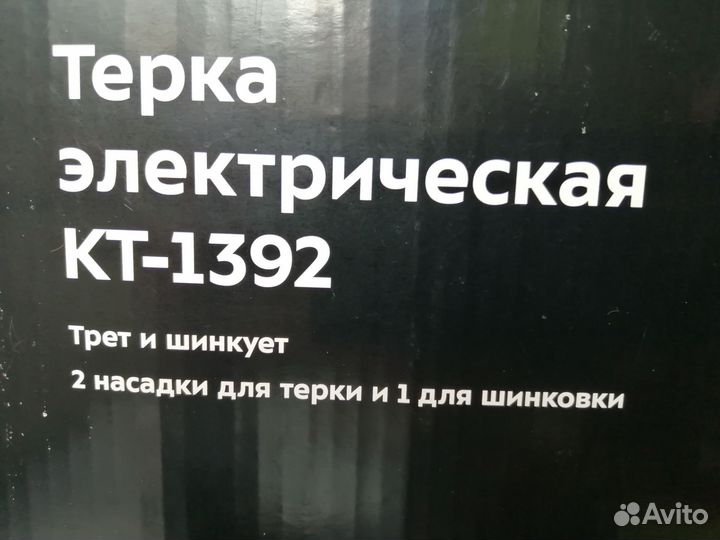 Терка
электрическая
КТ-1392
Трет и шинкует
2 насадки для терки и 1 для шинковки
Avito